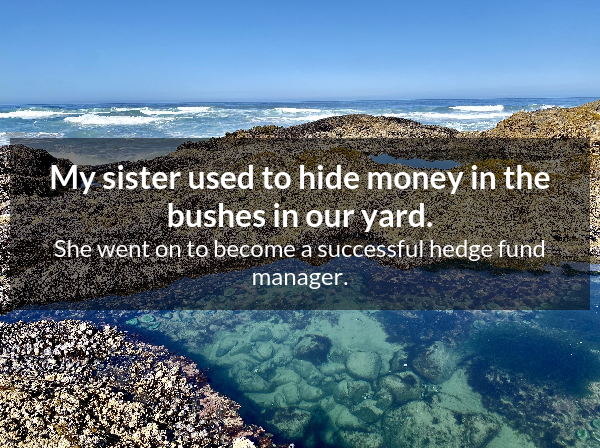 My sister used to hide money in the
bushes in our yard.
She went on to become a successful hedge fund
manager.